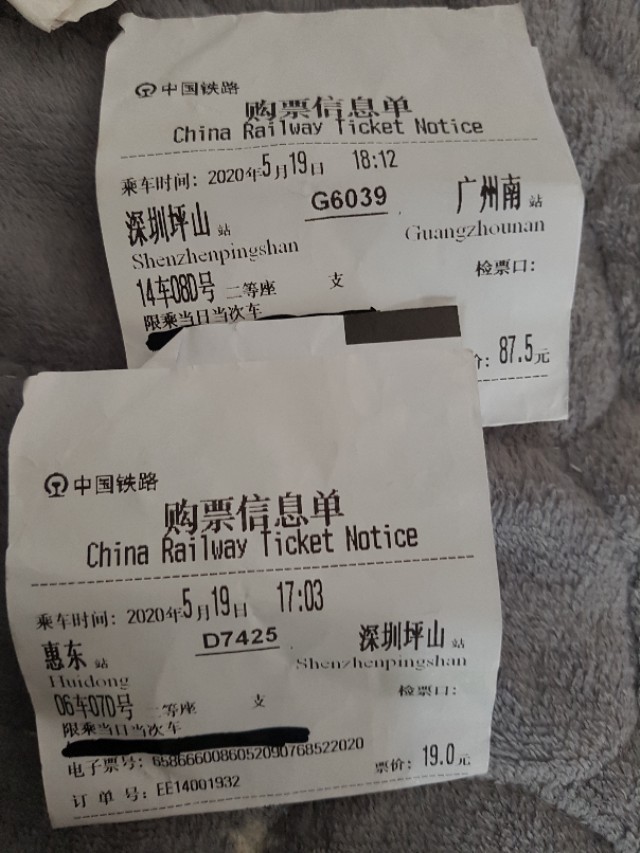 中国铁路
购票信息单
China Railway Ticket Notice
乘车时间：2020年5月19日 18:12
深圳坪山 站 G6039 广州南 站
Shenzhenpingshan Guangzhounan
检票口：
14车08D号 二等座 支
限乘当日当次车
价：87.5元
中国铁路
购票信息单
China Railway Ticket Notice
乘车时间：2020年5月19日 17:03
惠东 站 D7425 深圳坪山 站
Huidong Shenzhenpingshan
06车07D号 二等座 支 检票口：
限乘当日当次车
电子票号：6586660086052090768522020
订单号：EE14001932 票价：19.0元